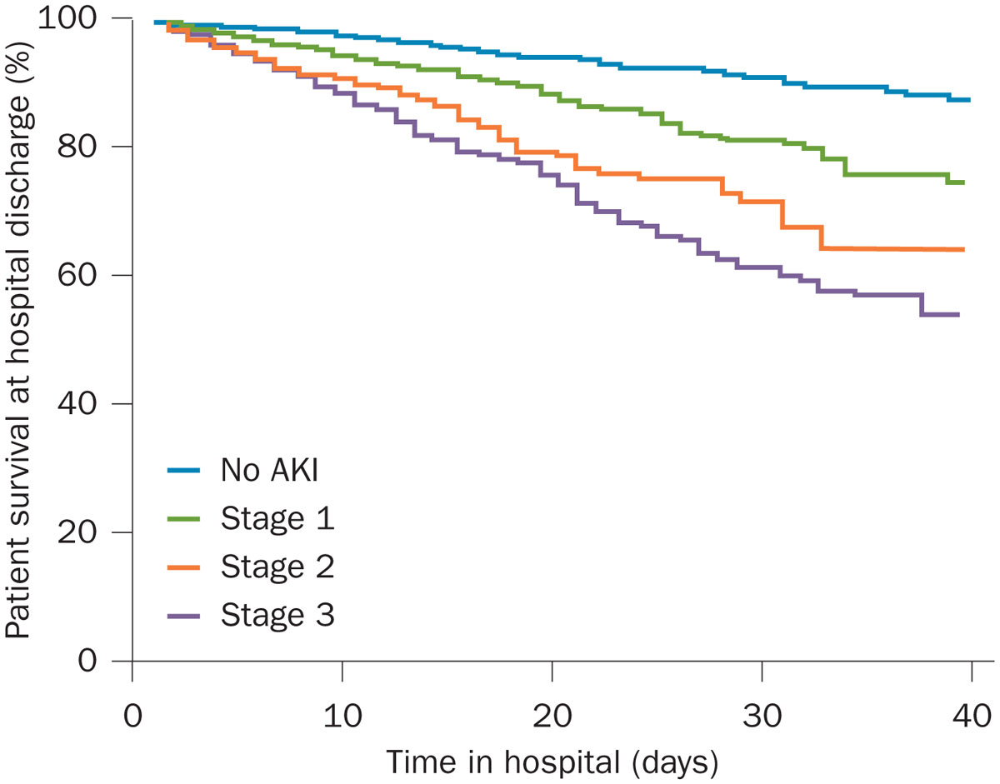 Patient survival at hospital discharge (%)
100
80
60
40
20
0
No AKI
Stage 1
Stage 2
Stage 3
0 10 20 30 40
Time in hospital (days)